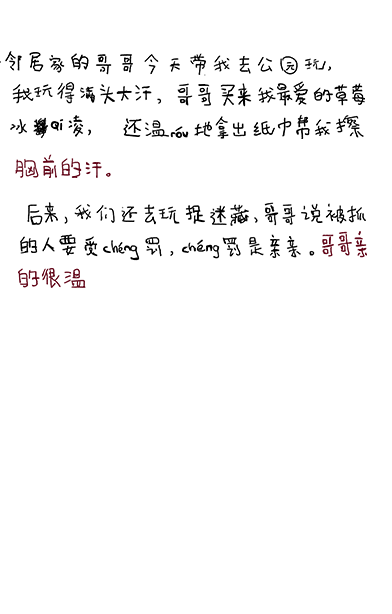 邻居家的哥哥今天带我去公园玩,
我玩得满头大汗,哥哥买来我最爱的草莓
冰qi凌, 还温róu地拿出纸巾帮我擦
胸前的汗。
后来,我们还去玩捉迷藏,哥哥说被抓
的人要受chéng罚,chéng罚是亲亲。哥哥亲
的很温